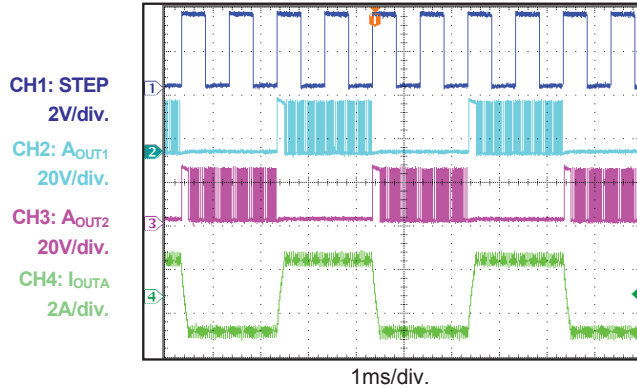 CH1: STEP
2V/div.
CH2: AOUT1
20V/div.
CH3: AOUT2
20V/div.
CH4: IOUTA
2A/div.
T
1
2
3
4
1ms/div.